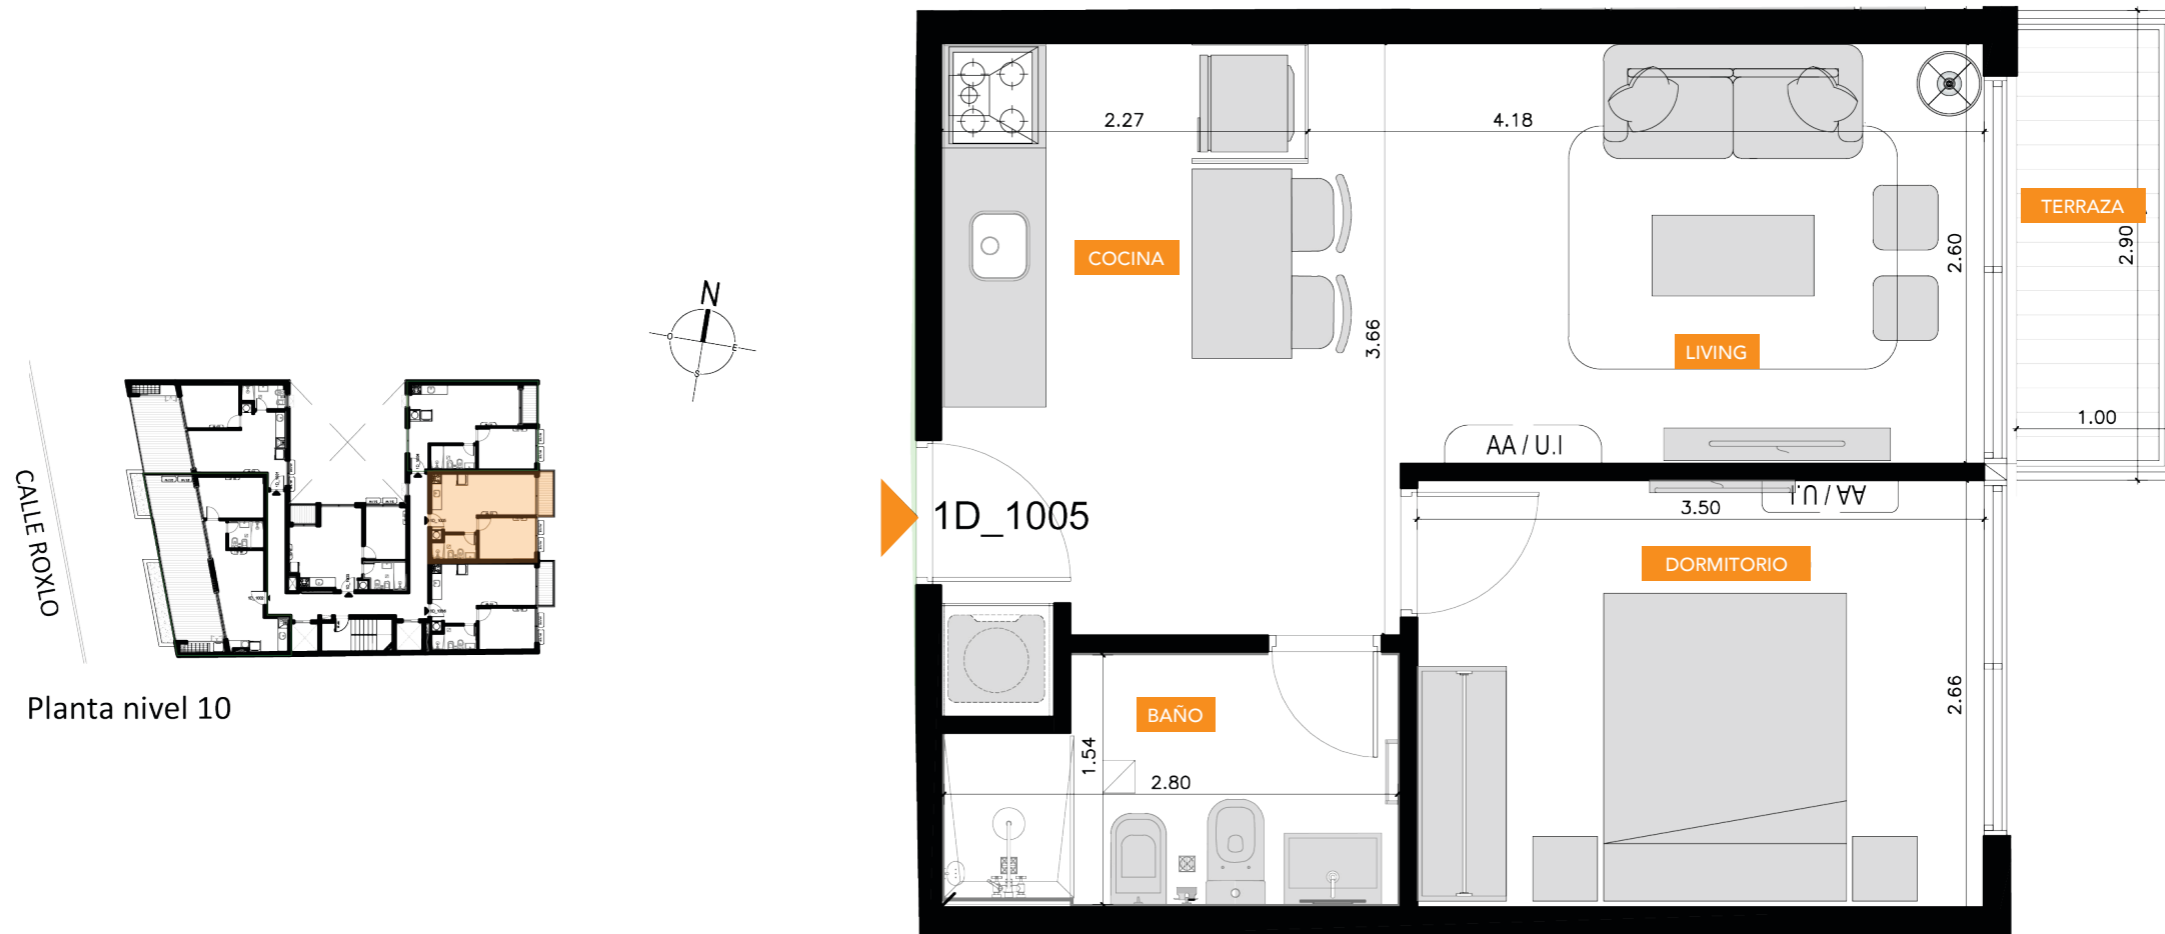 N
O
E
S
CALLE ROXLO
Planta nivel 10
2.27
4.18
COCINA
TERRAZA
2.90
2.60
3.66
LIVING
1.00
AA / U.I
1D_1005
AA / U.I
3.50
DORMITORIO
2.66
BAÑO
1.54
2.80